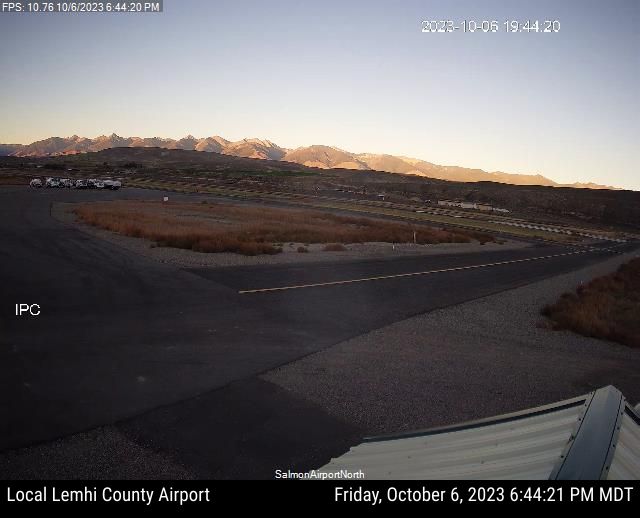 FPS: 10.76 10/6/2023 6:44:20 PM
2023-10-06 19:44:20
IPC
SalmonAirportNorth
Local Lemhi County Airport
Friday, October 6, 2023 6:44:21 PM MDT